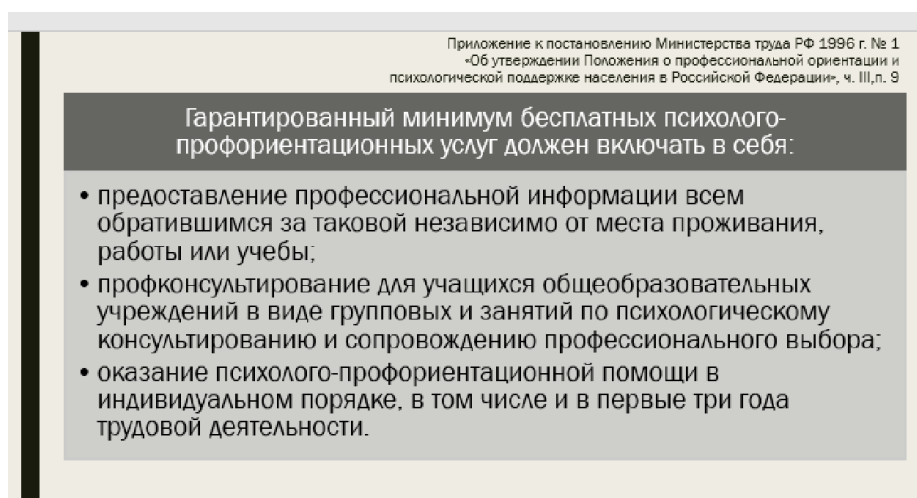 Приложение к постановлению Министерства труда РФ 1996 г. № 1
«Об утверждении Положения о профессиональной ориентации и
психологической поддержке населения в Российской Федерации», ч. III,п. 9
Гарантированный минимум бесплатных психолого-
профориентационных услуг должен включать в себя:
• предоставление профессиональной информации всем
обратившимся за таковой независимо от места проживания,
работы или учебы;
• профконсультирование для учащихся общеобразовательных
учреждений в виде групповых и занятий по психологическому
консультированию и сопровождению профессионального выбора;
• оказание психолого-профориентационной помощи в
индивидуальном порядке, в том числе и в первые три года
трудовой деятельности.